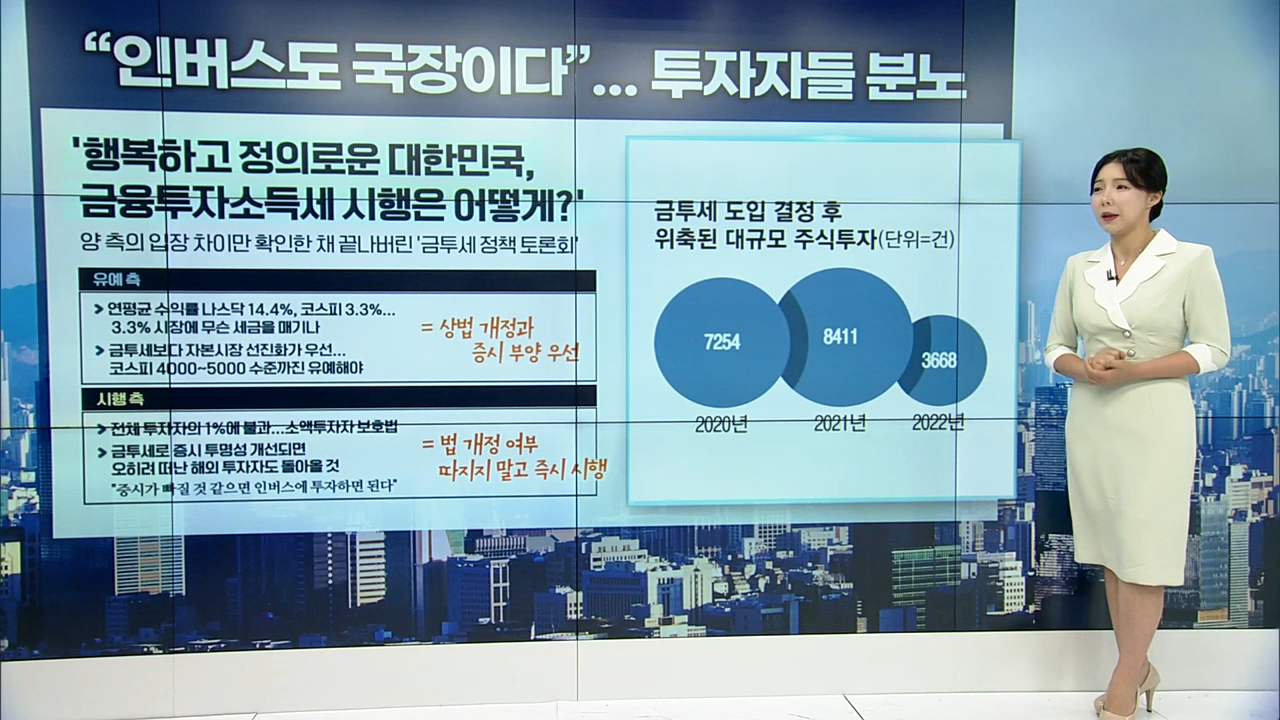 “인버스도 국장이다”... 투자자들 분노
'행복하고 정의로운 대한민국,
금융투자소득세 시행은 어떻게?'
양 측의 입장 차이만 확인한 채 끝나버린 '금투세 정책 토론회'
유예 측
> 연평균 수익률 나스닥 14.4%, 코스피 3.3%...
3.3% 시장에 무슨 세금을 매기나
> 금투세보다 자본시장 선진화가 우선...
코스피 4000~5000 수준까진 유예해야
= 상법 개정과
증시 부양 우선
시행 측
> 전체 투자자의 1%에 불과...소액투자자 보호법
> 금투세로 증시 투명성 개선되면
오히려 떠난 해외 투자자도 돌아올 것
"증시가 빠질 것 같으면 인버스에 투자하면 된다"
= 법 개정 여부
따지지 말고 즉시 시행
금투세 도입 결정 후
위축된 대규모 주식투자(단위=건)
7254
8411
3668
2020년
2021년
2022년